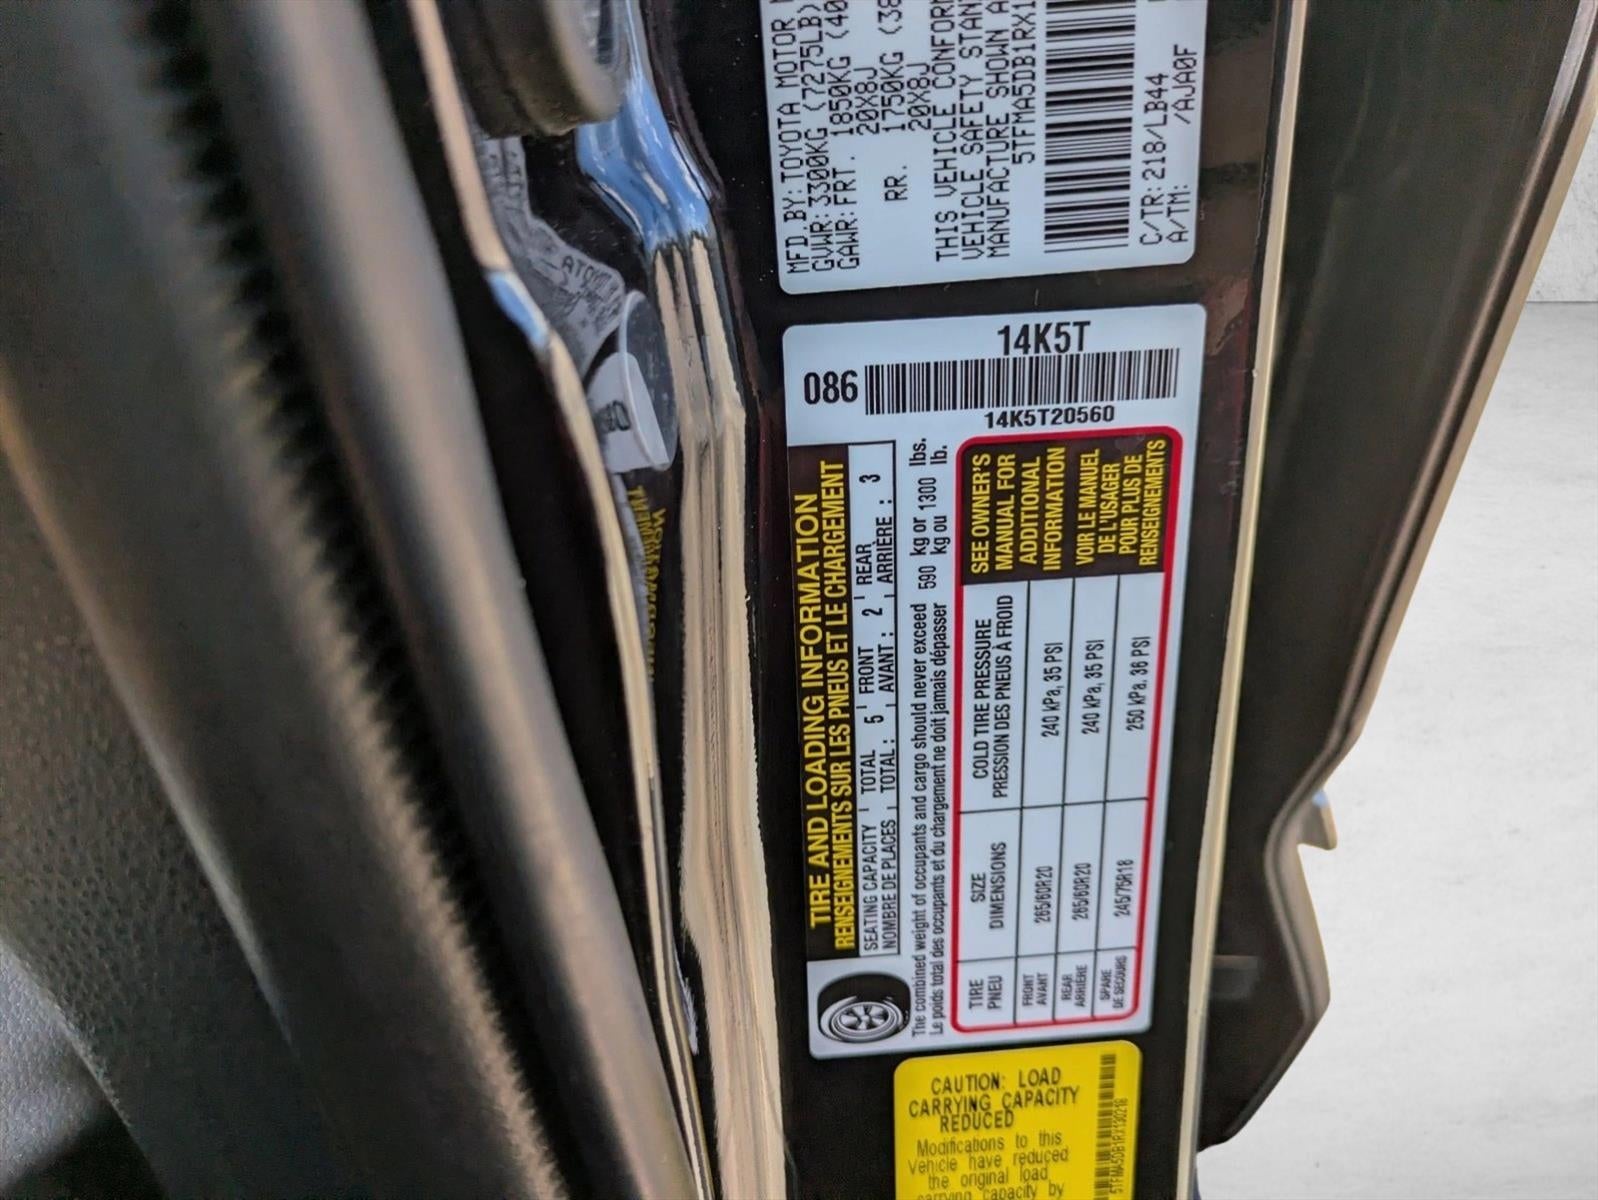 MFD.BY: TOYOTA MOTOR
GVWR: 3300KG (7275LB)
GAWR: FRT. 1850KG
20X8J
RR. 1750KG
20X8J
THIS VEHICLE
VEHICLE SAFETY
MANUFACTURE SHOWN
5TFMA5DB1RX1
C/TR: 218/LB44
A/TM: /AJA0F
14K5T
086
14K5T20560
TIRE AND LOADING INFORMATION
RENSEIGNEMENTS SUR LES PNEUS ET LE CHARGEMENT
SEATING CAPACITY TOTAL 5 FRONT 2 REAR 3
NOMBRE DE PLACES TOTAL : AVANT : ARRIÈRE :
The combined weight of occupants and cargo should never exceed 590 kg or 1300 lbs.
Le poids total des occupants et du chargement ne doit jamais dépasser kg ou lb.
TIRE SIZE COLD TIRE PRESSURE
PNEU DIMENSIONS PRESSION DES PNEUS À FROID
FRONT 265/60R20 240 kPa, 35 PSI
AVANT
REAR 265/60R20 240 kPa, 35 PSI
ARRIÈRE
SPARE 245/75R18 250 kPa, 36 PSI
DE SECOURS
SEE OWNER'S
MANUAL FOR
ADDITIONAL
INFORMATION
VOIR LE MANUEL
DE L'USAGER
POUR PLUS DE
RENSEIGNEMENTS
CAUTION: LOAD
CARRYING CAPACITY
REDUCED
Modifications to this
Vehicle have reduced
the original load
carrying capacity by
5TFMA5DB1RX130218